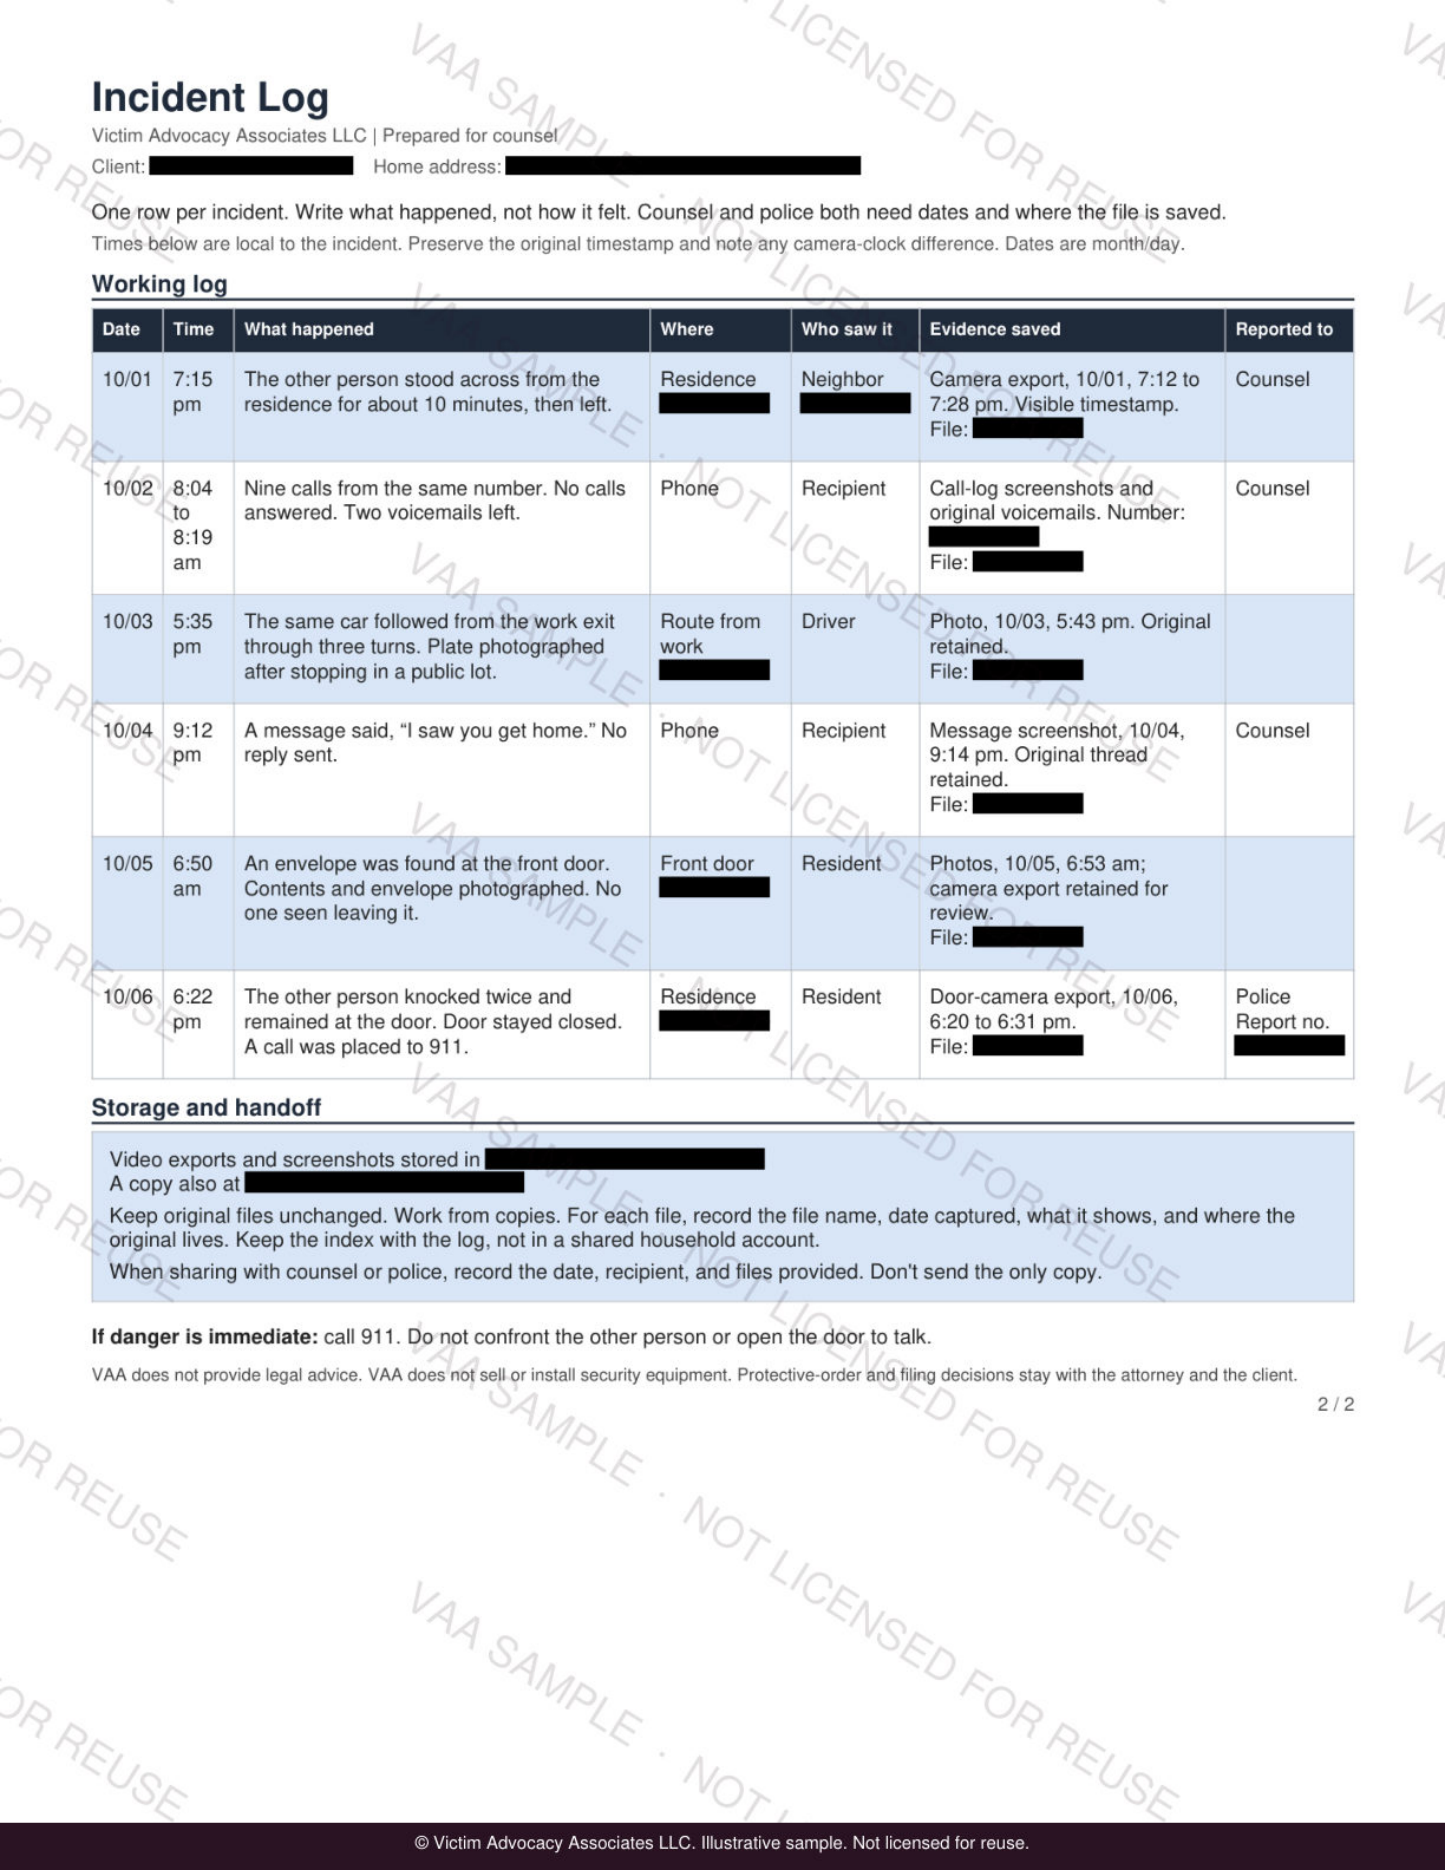 Incident Log
Victim Advocacy Associates LLC | Prepared for counsel
Client: Home address:
One row per incident. Write what happened, not how it felt. Counsel and police both need dates and where the file is saved.
Times below are local to the incident. Preserve the original timestamp and note any camera-clock difference. Dates are month/day.
Working log
Date Time What happened Where Who saw it Evidence saved Reported to
10/01 7:15 The other person stood across from the Residence Neighbor Camera export, 10/01, 7:12 to Counsel
pm residence for about 10 minutes, then left. 7:28 pm. Visible timestamp.
File:
10/02 8:04 Nine calls from the same number. No calls Phone Recipient Call-log screenshots and Counsel
to answered. Two voicemails left. original voicemails. Number:
8:19
am File:
10/03 5:35 The same car followed from the work exit Route from Driver Photo, 10/03, 5:43 pm. Original
pm through three turns. Plate photographed work retained.
after stopping in a public lot. File:
10/04 9:12 A message said, “I saw you get home.” No Phone Recipient Message screenshot, 10/04, Counsel
pm reply sent. 9:14 pm. Original thread
retained.
File:
10/05 6:50 An envelope was found at the front door. Front door Resident Photos, 10/05, 6:53 am;
am Contents and envelope photographed. No camera export retained for
one seen leaving it. review.
File:
10/06 6:22 The other person knocked twice and Residence Resident Door-camera export, 10/06, Police
pm remained at the door. Door stayed closed. 6:20 to 6:31 pm. Report no.
A call was placed to 911. File:
Storage and handoff
Video exports and screenshots stored in
A copy also at
Keep original files unchanged. Work from copies. For each file, record the file name, date captured, what it shows, and where the
original lives. Keep the index with the log, not in a shared household account.
When sharing with counsel or police, record the date, recipient, and files provided. Don't send the only copy.
If danger is immediate: call 911. Do not confront the other person or open the door to talk.
VAA does not provide legal advice. VAA does not sell or install security equipment. Protective-order and filing decisions stay with the attorney and the client.
2 / 2
VAA SAMPLE · NOT LICENSED FOR REUSE
© Victim Advocacy Associates LLC. Illustrative sample. Not licensed for reuse.